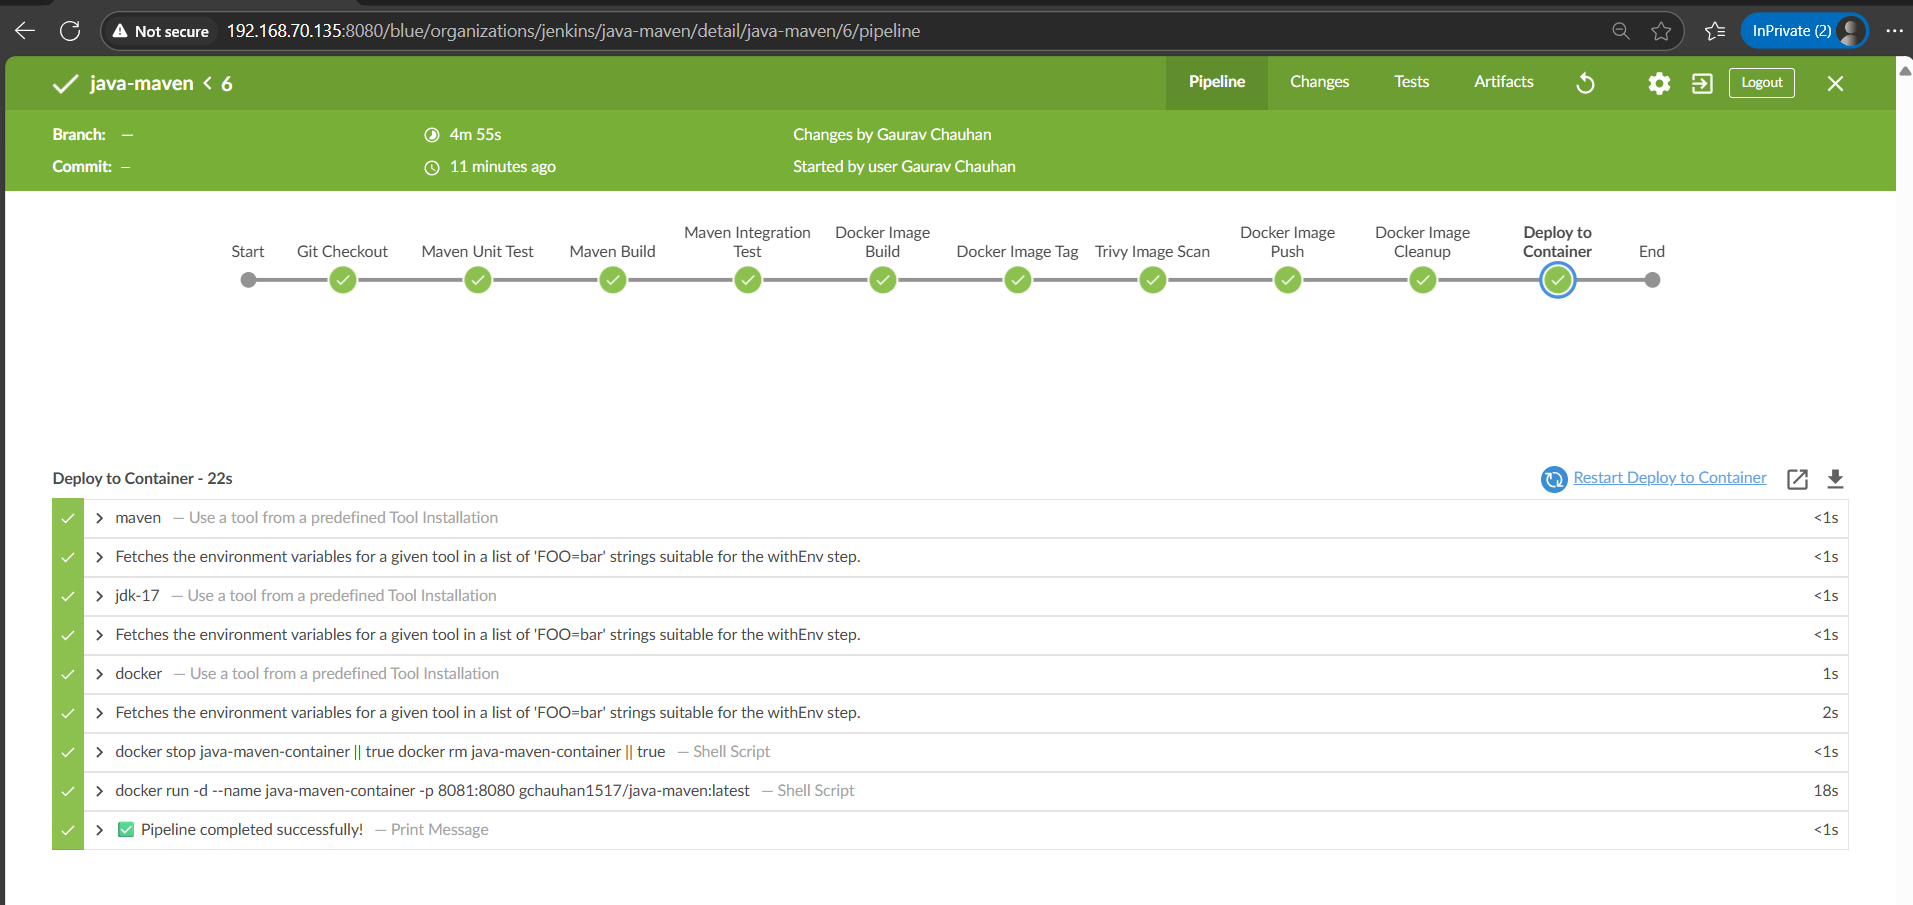 Not secure 192.168.70.135:8080/blue/organizations/jenkins/java-maven/detail/java-maven/6/pipeline InPrivate (2)
java-maven < 6 Pipeline Changes Tests Artifacts Logout
Branch: — 4m 55s Changes by Gaurav Chauhan
Commit: — 11 minutes ago Started by user Gaurav Chauhan
Start Git Checkout Maven Unit Test Maven Build Maven Integration Test Docker Image Build Docker Image Tag Trivy Image Scan Docker Image Push Docker Image Cleanup Deploy to Container End
Deploy to Container - 22s Restart Deploy to Container
maven — Use a tool from a predefined Tool Installation <1s
Fetches the environment variables for a given tool in a list of 'FOO=bar' strings suitable for the withEnv step. <1s
jdk-17 — Use a tool from a predefined Tool Installation <1s
Fetches the environment variables for a given tool in a list of 'FOO=bar' strings suitable for the withEnv step. <1s
docker — Use a tool from a predefined Tool Installation 1s
Fetches the environment variables for a given tool in a list of 'FOO=bar' strings suitable for the withEnv step. 2s
docker stop java-maven-container || true docker rm java-maven-container || true — Shell Script <1s
docker run -d --name java-maven-container -p 8081:8080 gchauhan1517/java-maven:latest — Shell Script 18s
✅ Pipeline completed successfully! — Print Message <1s